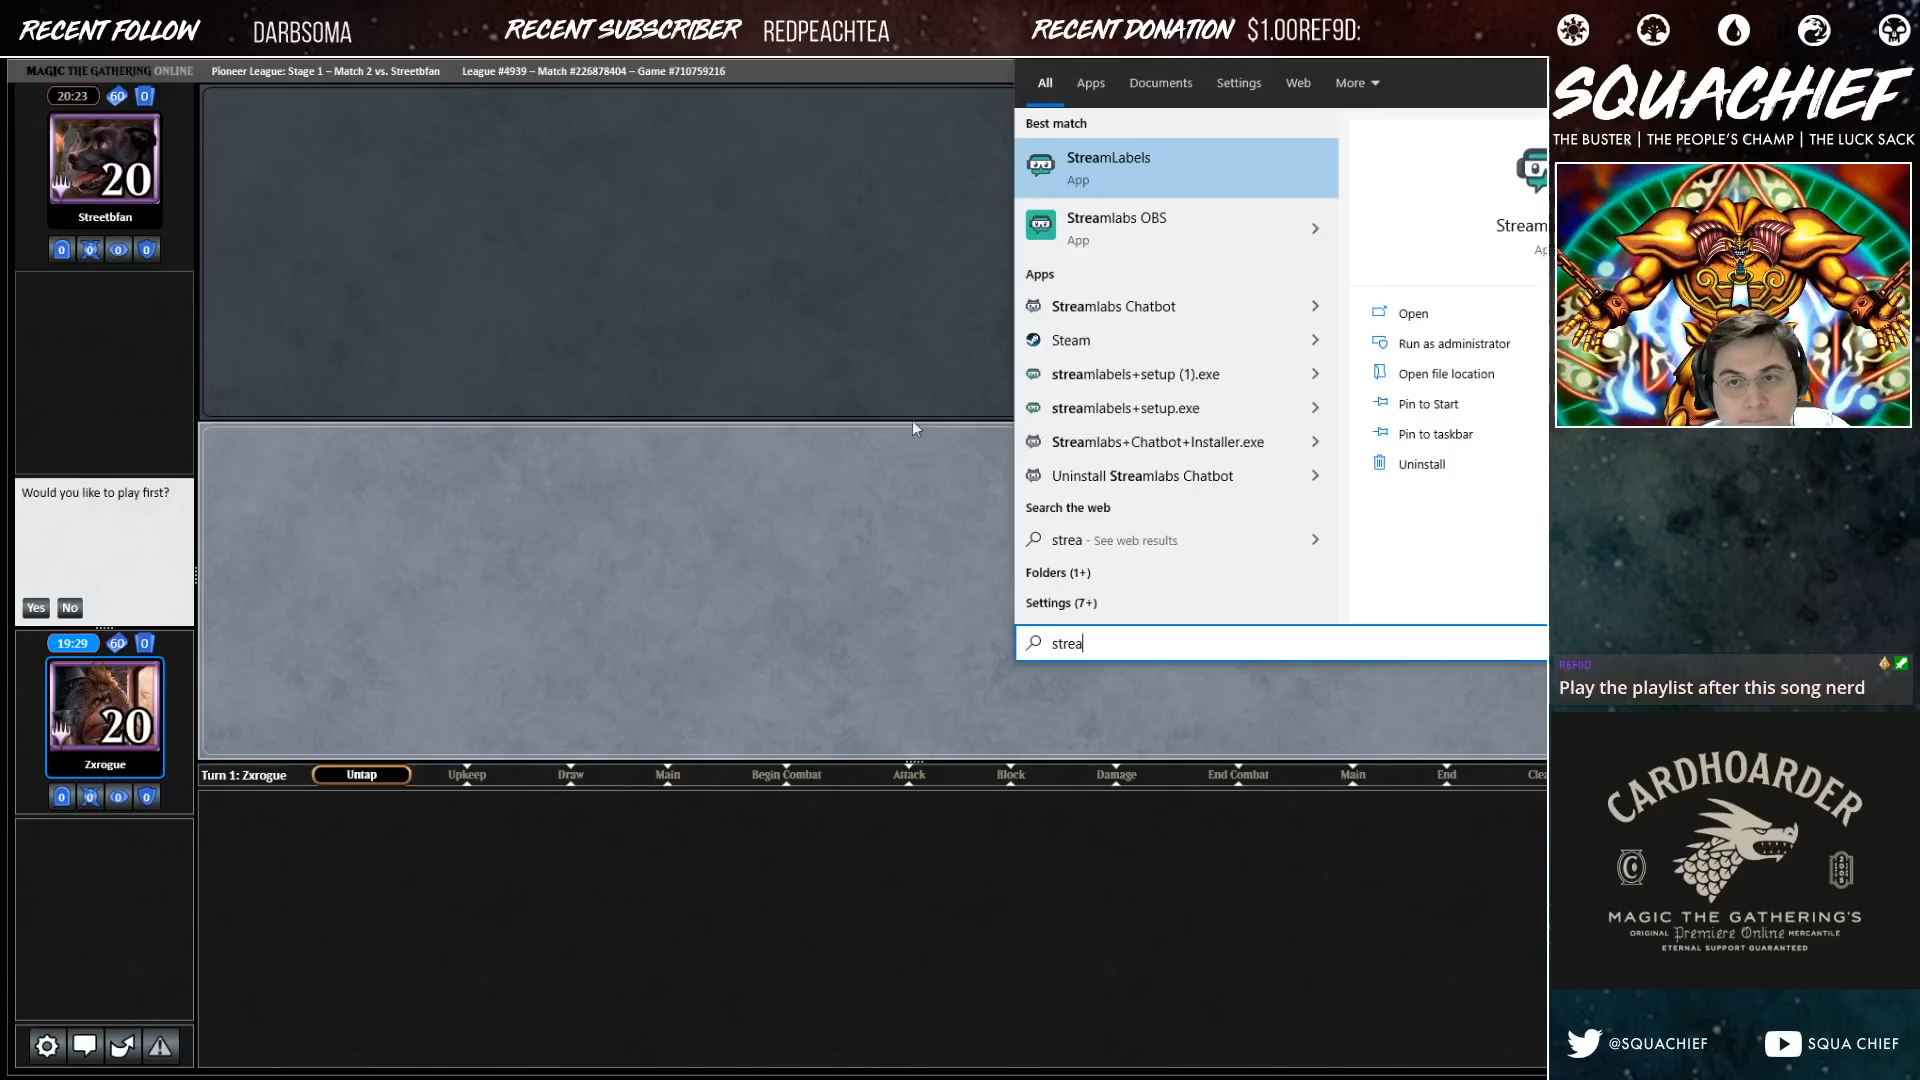 RECENT FOLLOW DARBSOMA RECENT SUBSCRIBER REDPEACHTEA RECENT DONATION $1.00REF9D:
MAGIC THE GATHERING ONLINE Pioneer League: Stage 1 – Match 2 vs. Streetbfan League #4939 – Match #226878404 – Game #710759216
20:23 60 0
20
Streetbfan
0 0 0 0
Would you like to play first?
Yes No
19:29 60 0
20
Zxrogue
0 0 0 0
Turn 1: Zxrogue Untap Upkeep Draw Main Begin Combat Attack Block Damage End Combat Main End Clea
All Apps Documents Settings Web More
Best match
StreamLabels
App
Streamlabs OBS
App
Apps
Streamlabs Chatbot
Steam
streamlabels+setup (1).exe
streamlabels+setup.exe
Streamlabs+Chatbot+Installer.exe
Uninstall Streamlabs Chatbot
Search the web
strea - See web results
Folders (1+)
Settings (7+)
strea
Stream
Ap
Open
Run as administrator
Open file location
Pin to Start
Pin to taskbar
Uninstall
SQUACHIEF
THE BUSTER | THE PEOPLE'S CHAMP | THE LUCK SACK
REF9D
Play the playlist after this song nerd
CARDHOARDER
C 2005
MAGIC THE GATHERING'S
ORIGINAL Premiere Online MERCANTILE
ETERNAL SUPPORT GUARANTEED
@SQUACHIEF SQUA CHIEF